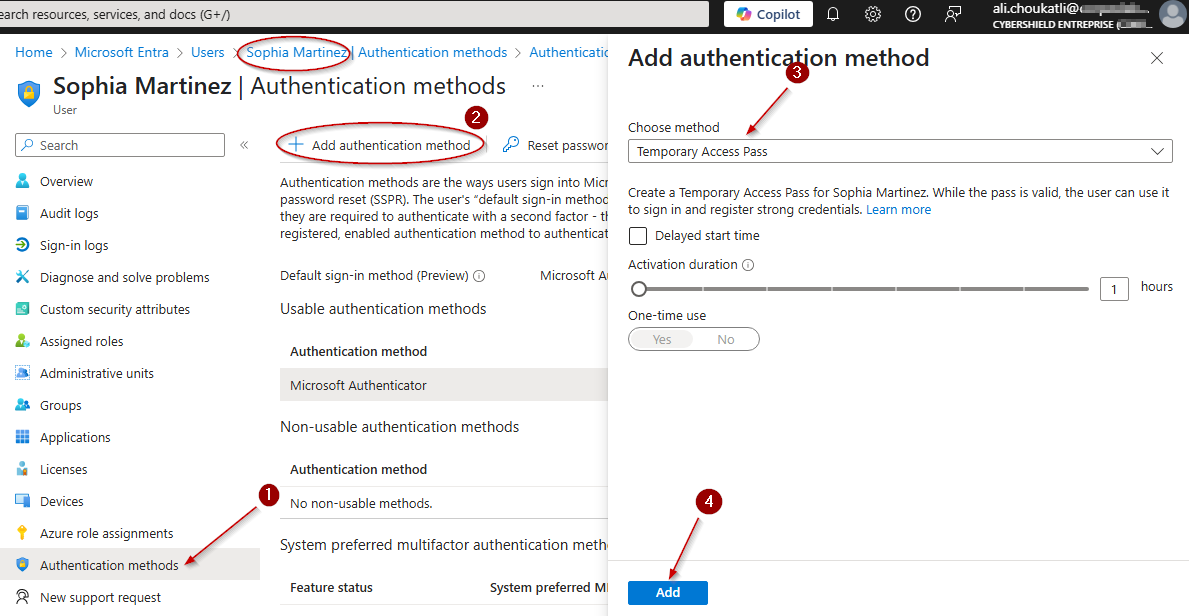 earch resources, services, and docs (G+/)
Copilot
ali.choukatli@
CYBERSHIELD ENTREPRISE (
Home > Microsoft Entra > Users > Sophia Martinez | Authentication methods > Authenticatio
Sophia Martinez | Authentication methods ...
User
Search
«
Overview
Audit logs
Sign-in logs
Diagnose and solve problems
Custom security attributes
Assigned roles
Administrative units
Groups
Applications
Licenses
Devices
Azure role assignments
Authentication methods
New support request
1
2
Add authentication method
Reset passwor
Authentication methods are the ways users sign into Micr
password reset (SSPR). The user's "default sign-in method
they are required to authenticate with a second factor - th
registered, enabled authentication method to authenticat
Default sign-in method (Preview)
Microsoft Au
Usable authentication methods
Authentication method
Microsoft Authenticator
Non-usable authentication methods
Authentication method
No non-usable methods.
System preferred multifactor authentication metho
Feature status
System preferred MF
Add authentication method
3
Choose method
Temporary Access Pass
Create a Temporary Access Pass for Sophia Martinez. While the pass is valid, the user can use it
to sign in and register strong credentials. Learn more
Delayed start time
Activation duration
1 hours
One-time use
Yes No
4
Add